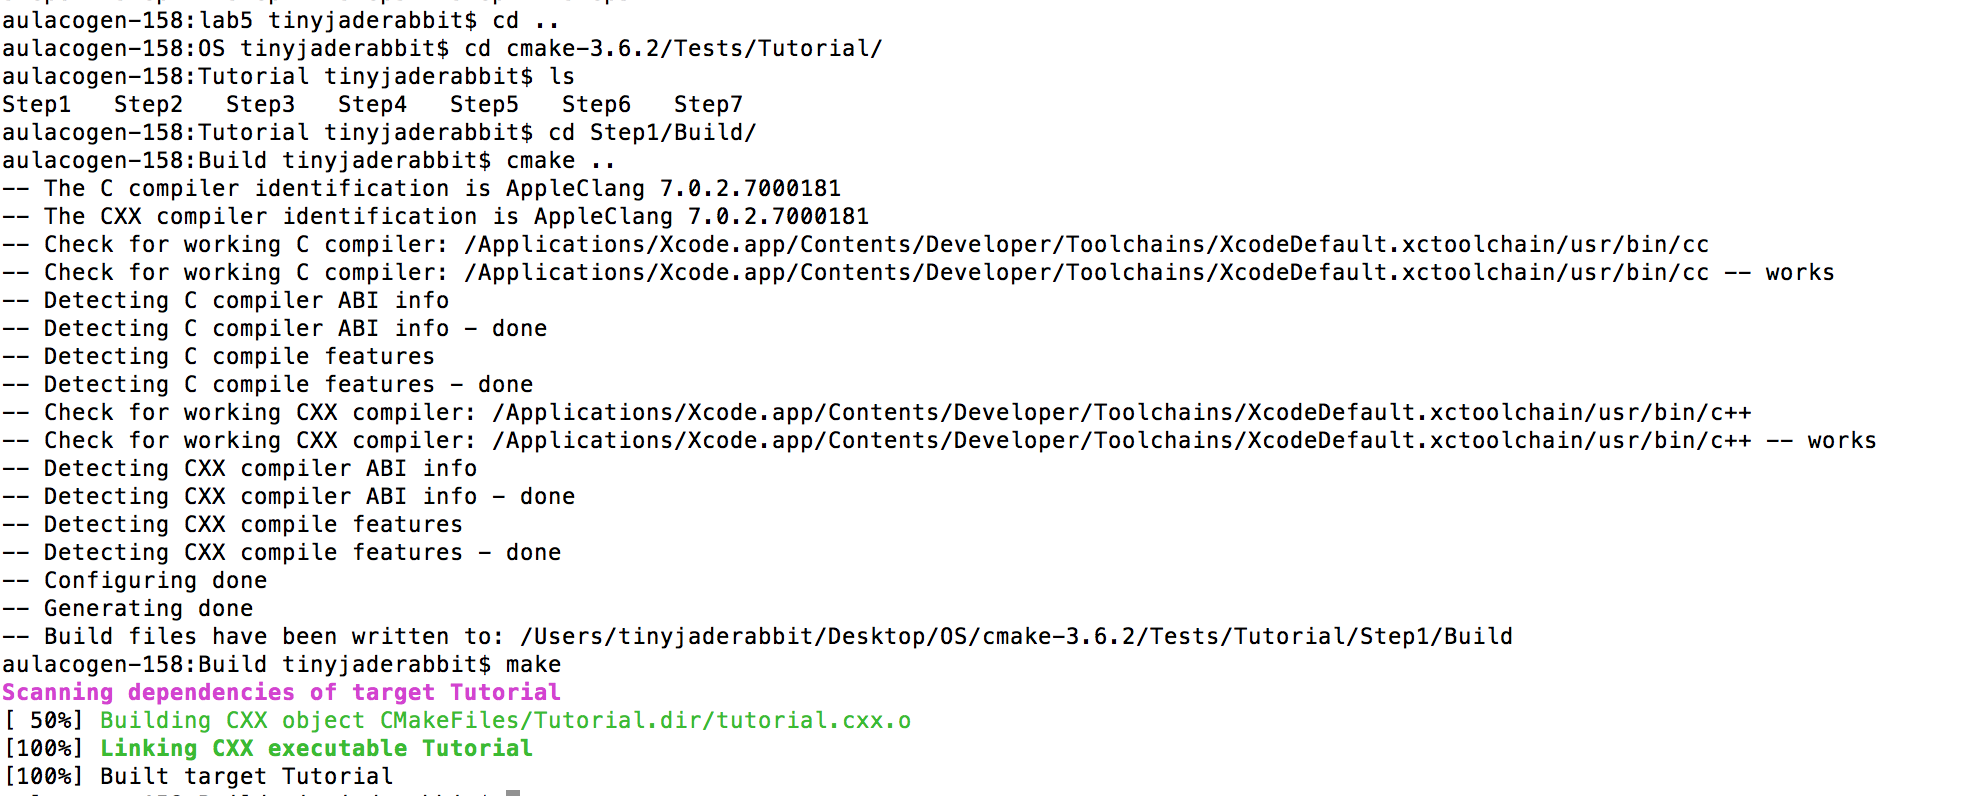 aulacogen-158:lab5 tinyjaderabbit$ cd ..
aulacogen-158:OS tinyjaderabbit$ cd cmake-3.6.2/Tests/Tutorial/
aulacogen-158:Tutorial tinyjaderabbit$ ls
Step1   Step2   Step3   Step4   Step5   Step6   Step7
aulacogen-158:Tutorial tinyjaderabbit$ cd Step1/Build/
aulacogen-158:Build tinyjaderabbit$ cmake ..
-- The C compiler identification is AppleClang 7.0.2.7000181
-- The CXX compiler identification is AppleClang 7.0.2.7000181
-- Check for working C compiler: /Applications/Xcode.app/Contents/Developer/Toolchains/XcodeDefault.xctoolchain/usr/bin/cc
-- Check for working C compiler: /Applications/Xcode.app/Contents/Developer/Toolchains/XcodeDefault.xctoolchain/usr/bin/cc -- works
-- Detecting C compiler ABI info
-- Detecting C compiler ABI info - done
-- Detecting C compile features
-- Detecting C compile features - done
-- Check for working CXX compiler: /Applications/Xcode.app/Contents/Developer/Toolchains/XcodeDefault.xctoolchain/usr/bin/c++
-- Check for working CXX compiler: /Applications/Xcode.app/Contents/Developer/Toolchains/XcodeDefault.xctoolchain/usr/bin/c++ -- works
-- Detecting CXX compiler ABI info
-- Detecting CXX compiler ABI info - done
-- Detecting CXX compile features
-- Detecting CXX compile features - done
-- Configuring done
-- Generating done
-- Build files have been written to: /Users/tinyjaderabbit/Desktop/OS/cmake-3.6.2/Tests/Tutorial/Step1/Build
aulacogen-158:Build tinyjaderabbit$ make
Scanning dependencies of target Tutorial
[ 50%] Building CXX object CMakeFiles/Tutorial.dir/tutorial.cxx.o
[100%] Linking CXX executable Tutorial
[100%] Built target Tutorial